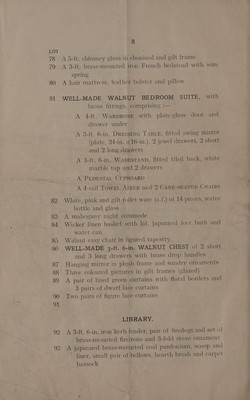 8
LOT
78 A 5-ft. chimney glass in ebonised and gilt frame
79 A 3-ft. brass-mounted iron French bedstead with wire
spring
80 A hair mattress, feather bolster and pillow
81 WELL-MADE WALNUT BEDROOM SUITE, with
brass fittings, comprising :—
A 4-ft. WARDROBE with plate-glass door and
drawer under
A 3-ft. 6-in. DRESSING TABLE, fitted swing mirror
(plate, 24-in. x 16-in.), 2 jewel drawers, 2 short
and 2 long drawers
A 3-ft. 6-in. WASHSTAND, fitted tiled back, white
marble top and 2 drawers
A PEDESTAL CUPBOARD
A 4-rail TOWEL AIRER and 2 CANE-SEATED CHAIRS
82 White, pink and gilt toilet ware (a.f.) of 14 pieces, water
bottle and glass
83 A mahogany night commode
84 Wicker linen basket with lid, japanned foot bath and
water can
85 Walnut easy chair in figured tapestry
86 WELL-MADE 3-ft. 6-in. WALNUT CHEST of 2 short
and 3 long drawers with brass drop handles
87 Hanging mirror in plush frame and sundry ornaments
88 Three coloured pictures in gilt frames (glazed)
89 A pair of lined green curtains with floral borders and
3 pairs of dwarf lace curtains
90 Two pairs of figure lace curtains
91
LIBRARY.
92 A 3-ft. 6-in. iron kerb fender, pair of firedogs and set of
brass-mounted fireirons and 3-fold stove ornament
93 A japanned brass-mounted coal purdonium, scoop and
liner, small pair of bellows, hearth brush and carpet
hassock